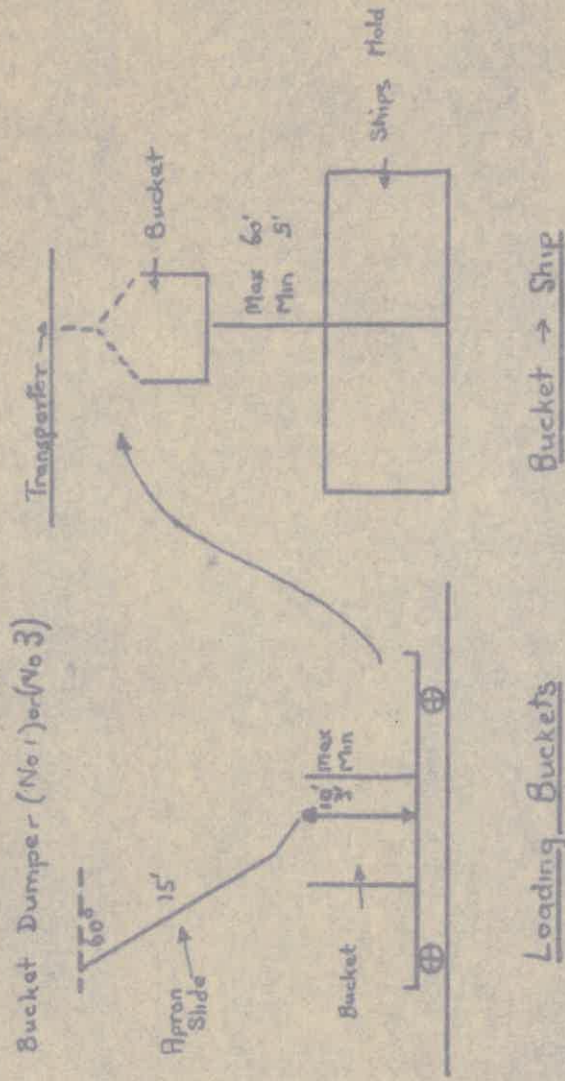 Bucket Dumper (No 1) or (No 3)
60°
15'
Apron
Slide
10' Max
3' Min
Bucket
Loading Buckets
Transporter →
Bucket
Max 60'
Min 5'
Ships Hold
Bucket → Ship